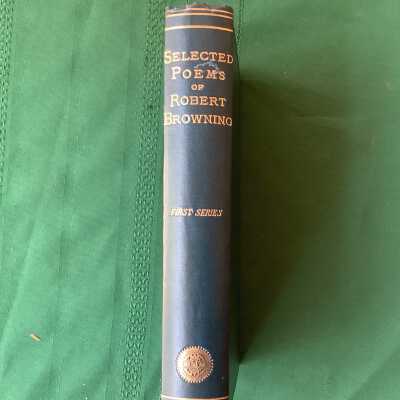 SELECTED
POEMS
OF
ROBERT
BROWNING
FIRST SERIES